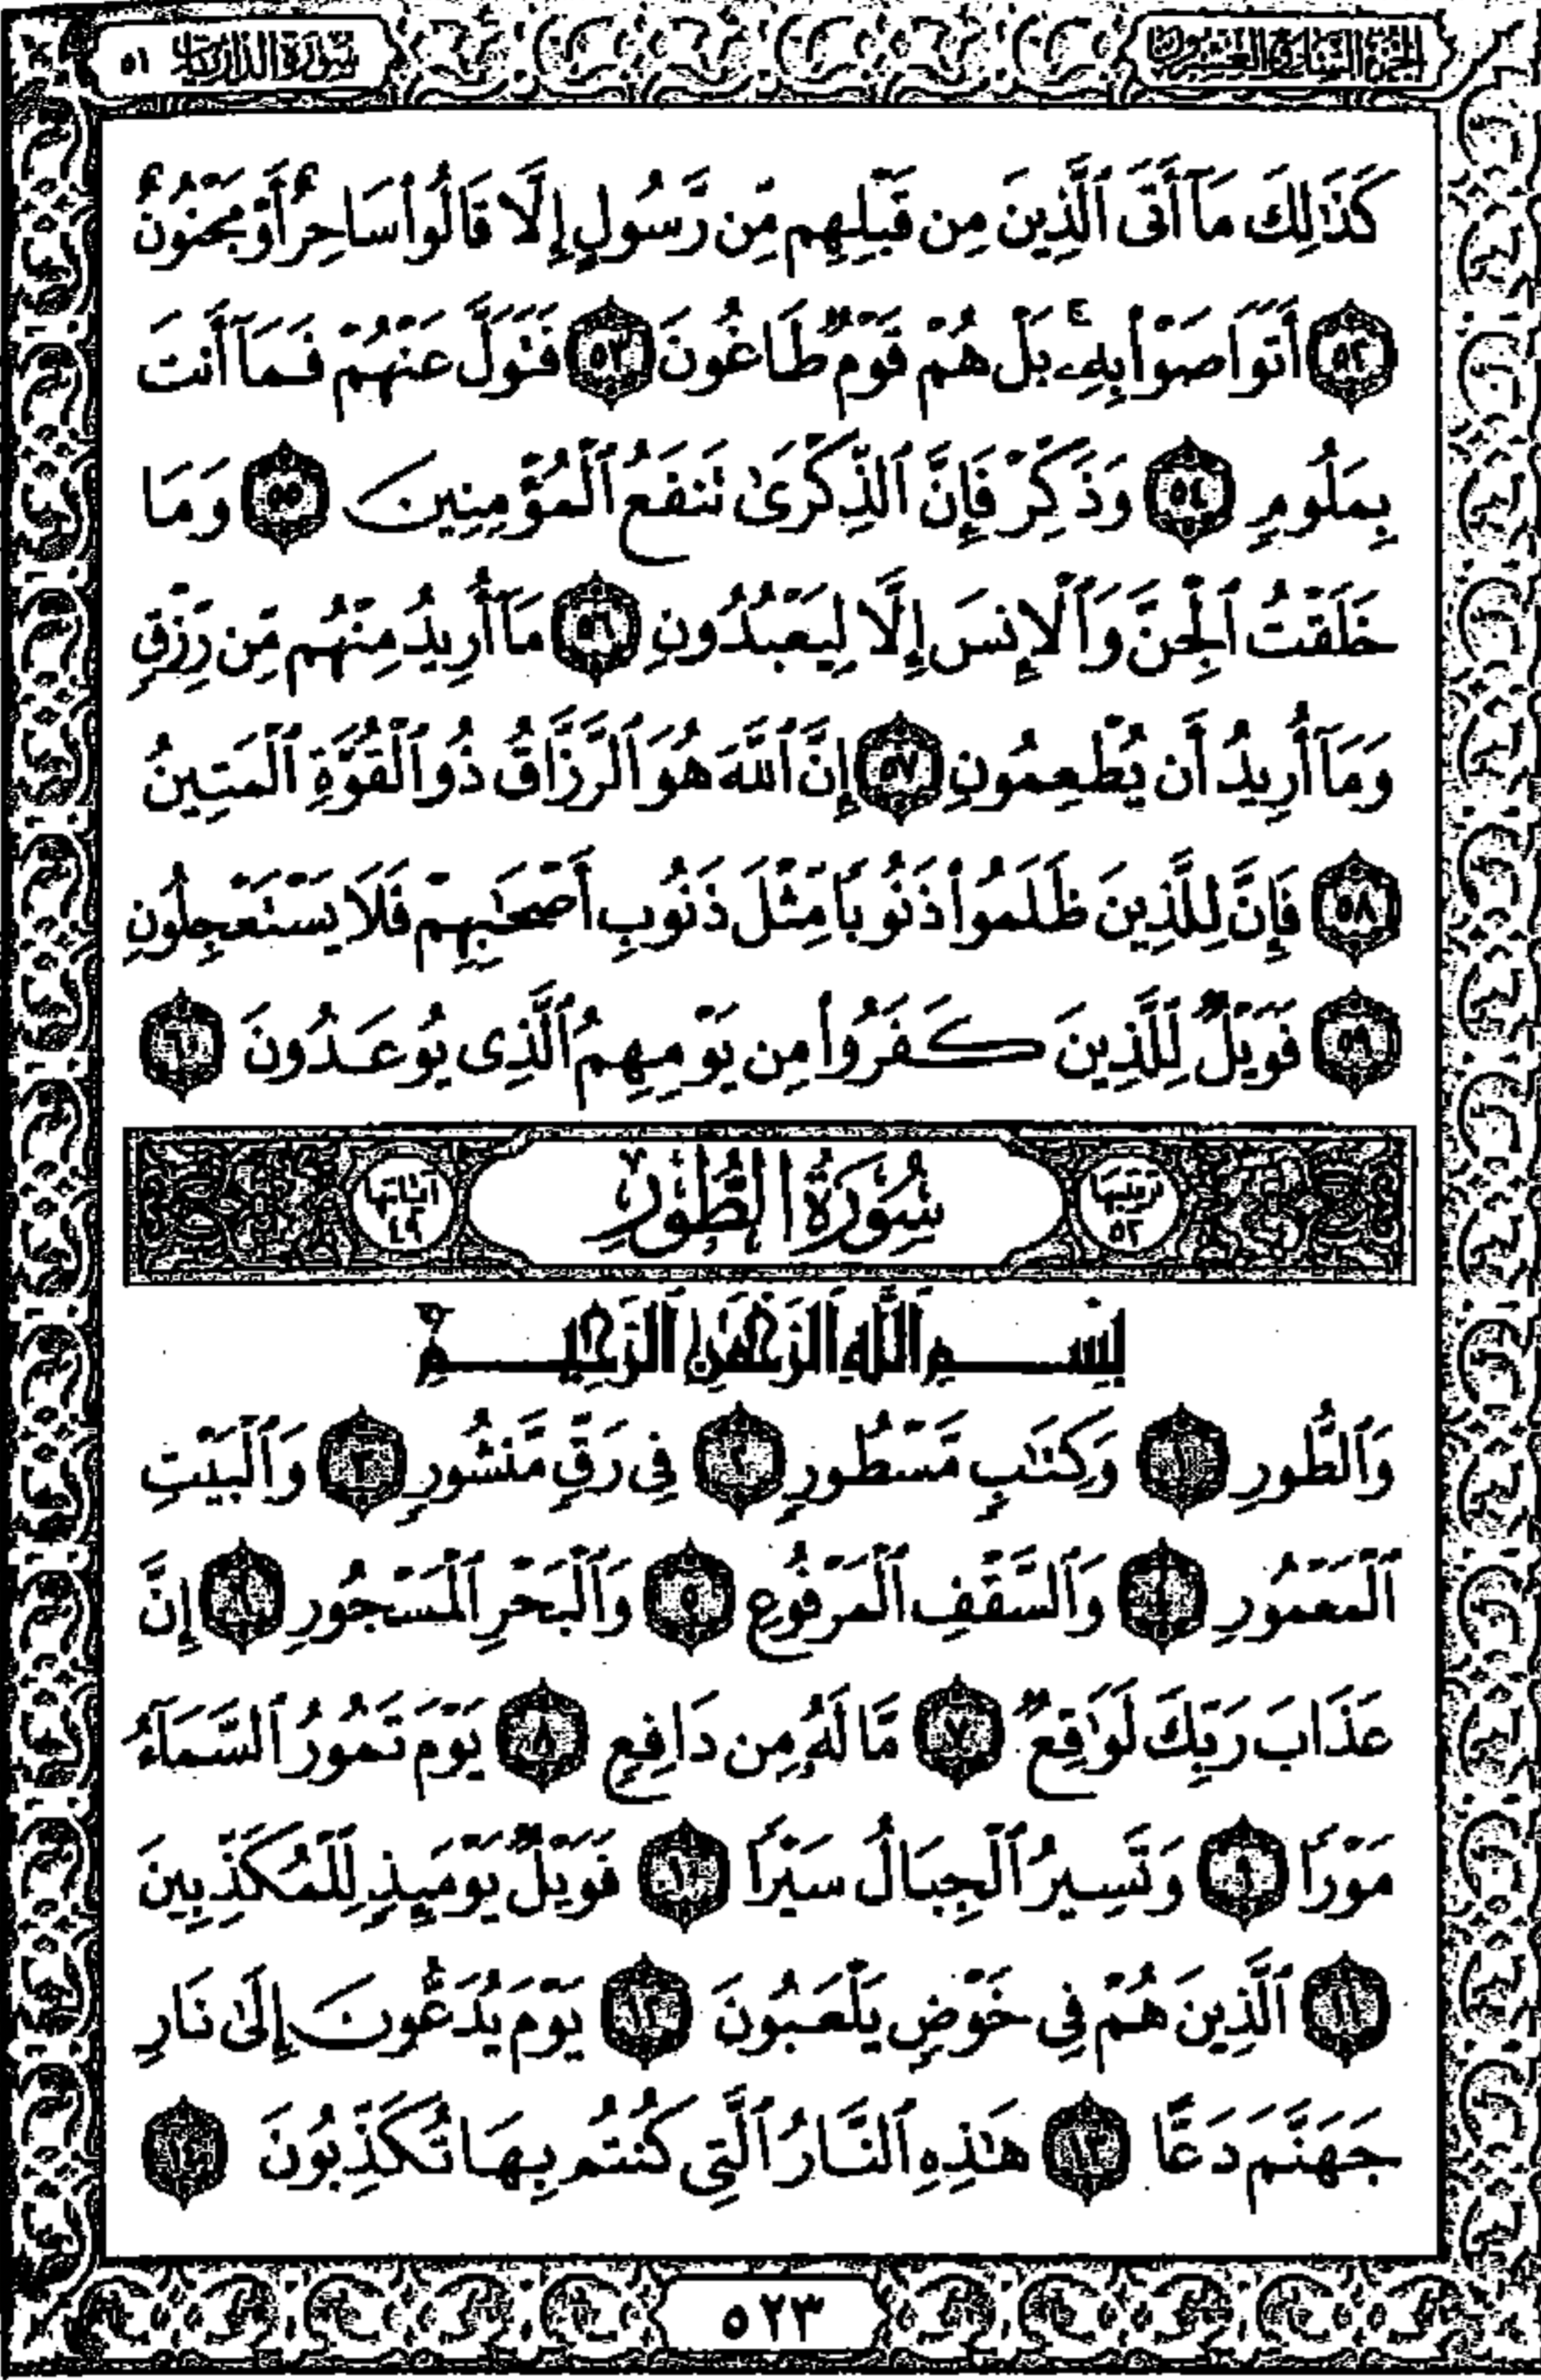 الجزء السابع والعشرون
سورة الذاريات ٥١
كَذَٰلِكَ مَآ أَتَى ٱلَّذِينَ مِن قَبْلِهِم مِّن رَّسُولٍ إِلَّا قَالُوا۟ سَاحِرٌ أَوْ مَجْنُونٌ
٥٢ أَتَوَاصَوْا۟ بِهِۦ ۚ بَلْ هُمْ قَوْمٌ طَاغُونَ ٥٣ فَتَوَلَّ عَنْهُمْ فَمَآ أَنتَ
بِمَلُومٍ ٥٤ وَذَكِّرْ فَإِنَّ ٱلذِّكْرَىٰ تَنفَعُ ٱلْمُؤْمِنِينَ ٥٥ وَمَا
خَلَقْتُ ٱلْجِنَّ وَٱلْإِنسَ إِلَّا لِيَعْبُدُونِ ٥٦ مَآ أُرِيدُ مِنْهُم مِّن رِّزْقٍ
وَمَآ أُرِيدُ أَن يُطْعِمُونِ ٥٧ إِنَّ ٱللَّهَ هُوَ ٱلرَّزَّاقُ ذُو ٱلْقُوَّةِ ٱلْمَتِينُ
٥٨ فَإِنَّ لِلَّذِينَ ظَلَمُوا۟ ذَنُوبًا مِّثْلَ ذَنُوبِ أَصْحَٰبِهِمْ فَلَا يَسْتَعْجِلُونِ
٥٩ فَوَيْلٌ لِّلَّذِينَ كَفَرُوا۟ مِن يَوْمِهِمُ ٱلَّذِى يُوعَدُونَ ٦٠
ترتيبها ٥٢ سُورَةُ الطُّورِ آياتها ٤٩
بِسْمِ ٱللَّهِ ٱلرَّحْمَٰنِ ٱلرَّحِيمِ
وَٱلطُّورِ ١ وَكِتَٰبٍ مَّسْطُورٍ ٢ فِى رَقٍّ مَّنشُورٍ ٣ وَٱلْبَيْتِ
ٱلْمَعْمُورِ ٤ وَٱلسَّقْفِ ٱلْمَرْفُوعِ ٥ وَٱلْبَحْرِ ٱلْمَسْجُورِ ٦ إِنَّ
عَذَابَ رَبِّكَ لَوَٰقِعٌ ٧ مَّا لَهُۥ مِن دَافِعٍ ٨ يَوْمَ تَمُورُ ٱلسَّمَآءُ
مَوْرًا ٩ وَتَسِيرُ ٱلْجِبَالُ سَيْرًا ١٠ فَوَيْلٌ يَوْمَئِذٍ لِّلْمُكَذِّبِينَ
١١ ٱلَّذِينَ هُمْ فِى خَوْضٍ يَلْعَبُونَ ١٢ يَوْمَ يُدَعُّونَ إِلَىٰ نَارِ
جَهَنَّمَ دَعًّا ١٣ هَٰذِهِ ٱلنَّارُ ٱلَّتِى كُنتُم بِهَا تُكَذِّبُونَ ١٤
٥٢٣